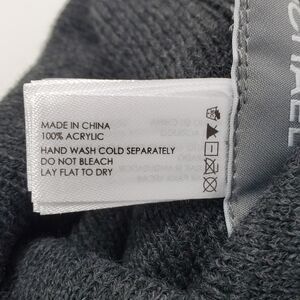 MADE IN CHINA
100% ACRYLIC
HAND WASH COLD SEPARATELY
DO NOT BLEACH
LAY FLAT TO DRY